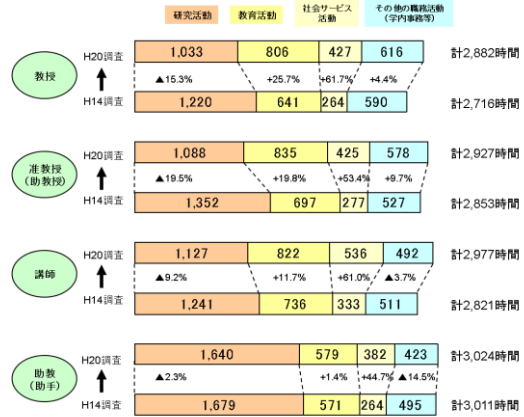 研究活動 教育活動 社会サービス活動 その他の職務活動(学内事務等)
教授
H20調査 1,033 806 427 616 計2,882時間
▲15.3% +25.7% +61.7% +4.4%
H14調査 1,220 641 264 590 計2,716時間
准教授
(助教授)
H20調査 1,088 835 425 578 計2,927時間
▲19.5% +19.8% +53.4% +9.7%
H14調査 1,352 697 277 527 計2,853時間
講師
H20調査 1,127 822 536 492 計2,977時間
▲9.2% +11.7% +61.0% ▲3.7%
H14調査 1,241 736 333 511 計2,821時間
助教
(助手)
H20調査 1,640 579 382 423 計3,024時間
▲2.3% +1.4% +44.7% ▲14.5%
H14調査 1,679 571 264 495 計3,011時間